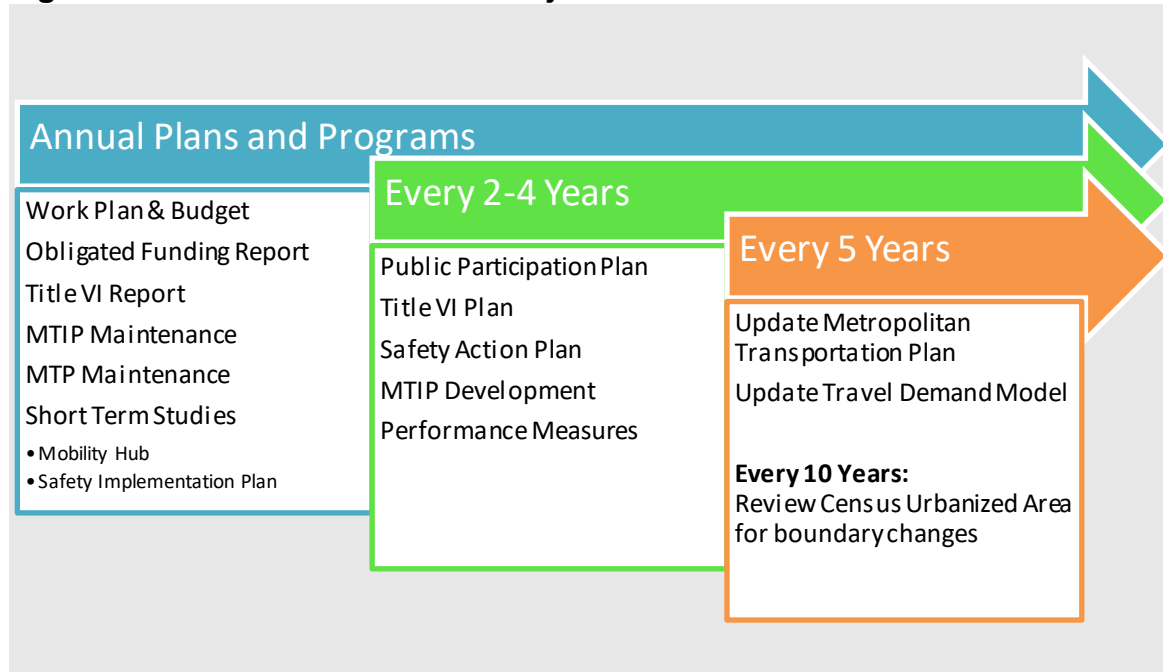 Annual Plans and Programs
Work Plan & Budget
Obligated Funding Report
Title VI Report
MTIP Maintenance
MTP Maintenance
Short Term Studies
• Mobility Hub
• Safety Implementation Plan
Every 2-4 Years
Public Participation Plan
Title VI Plan
Safety Action Plan
MTIP Development
Performance Measures
Every 5 Years
Update Metropolitan
Transportation Plan
Update Travel Demand Model
Every 10 Years:
Review Census Urbanized Area
for boundary changes